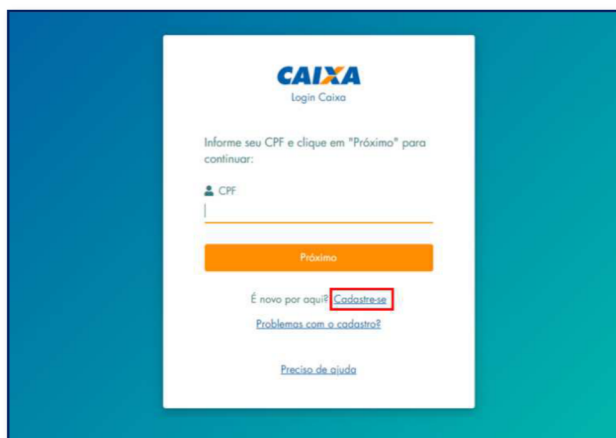 CAIXA
Login Caixa
Informe seu CPF e clique em "Próximo" para
continuar:
CPF
Próximo
É novo por aqui? Cadastre-se
Problemas com o cadastro?
Preciso de ajuda